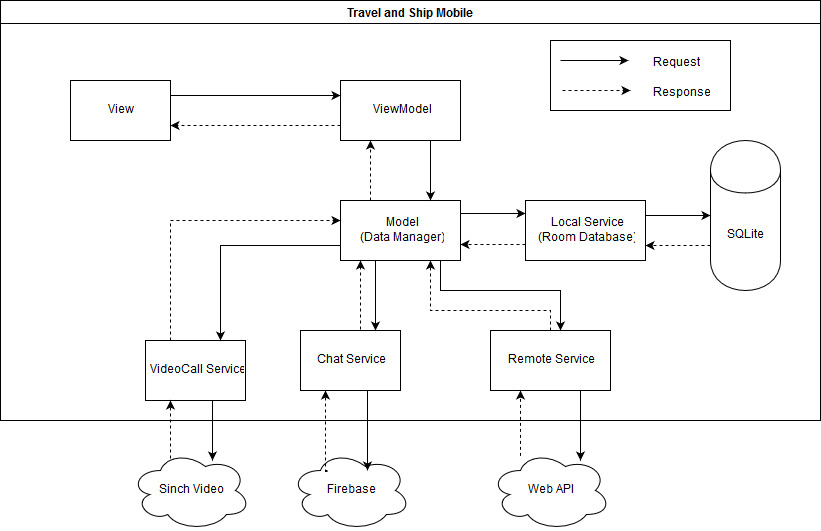 Travel and Ship Mobile
Request
Response
View
ViewModel
Model
(Data Manager)
Local Service
(Room Database)
SQLite
VideoCall Service
Chat Service
Remote Service
Sinch Video
Firebase
Web API